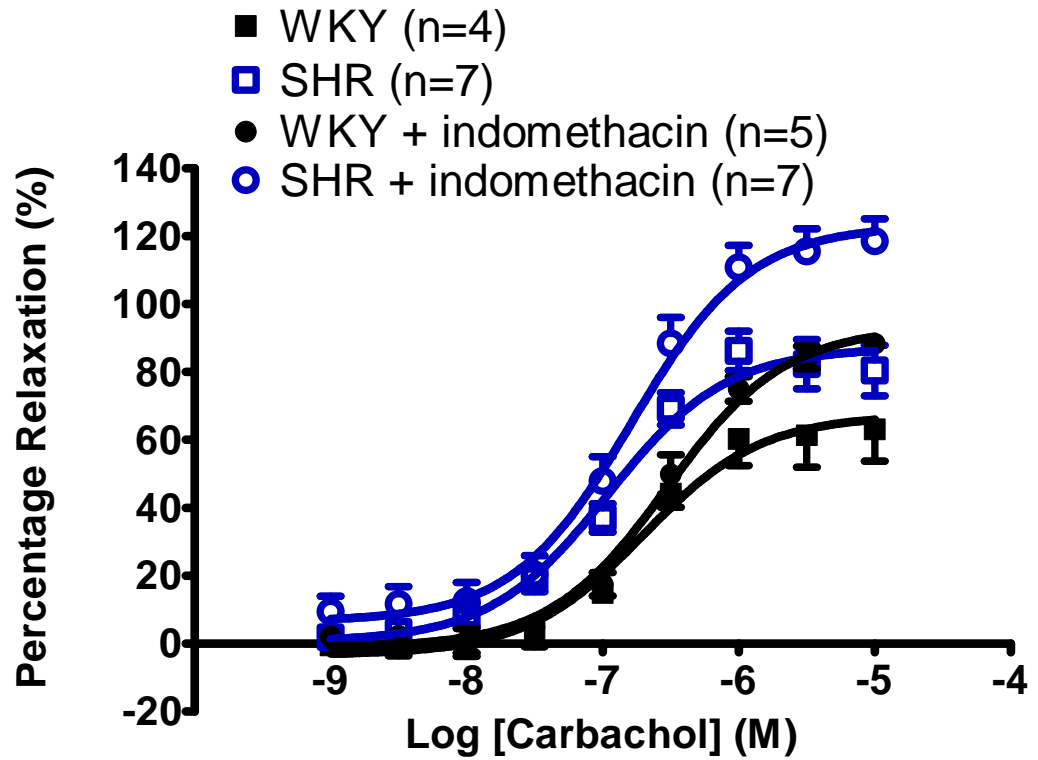 WKY (n=4)
SHR (n=7)
WKY + indomethacin (n=5)
SHR + indomethacin (n=7)
Percentage Relaxation (%)
140
120
100
80
60
40
20
0
-20
-9 -8 -7 -6 -5 -4
Log [Carbachol] (M)